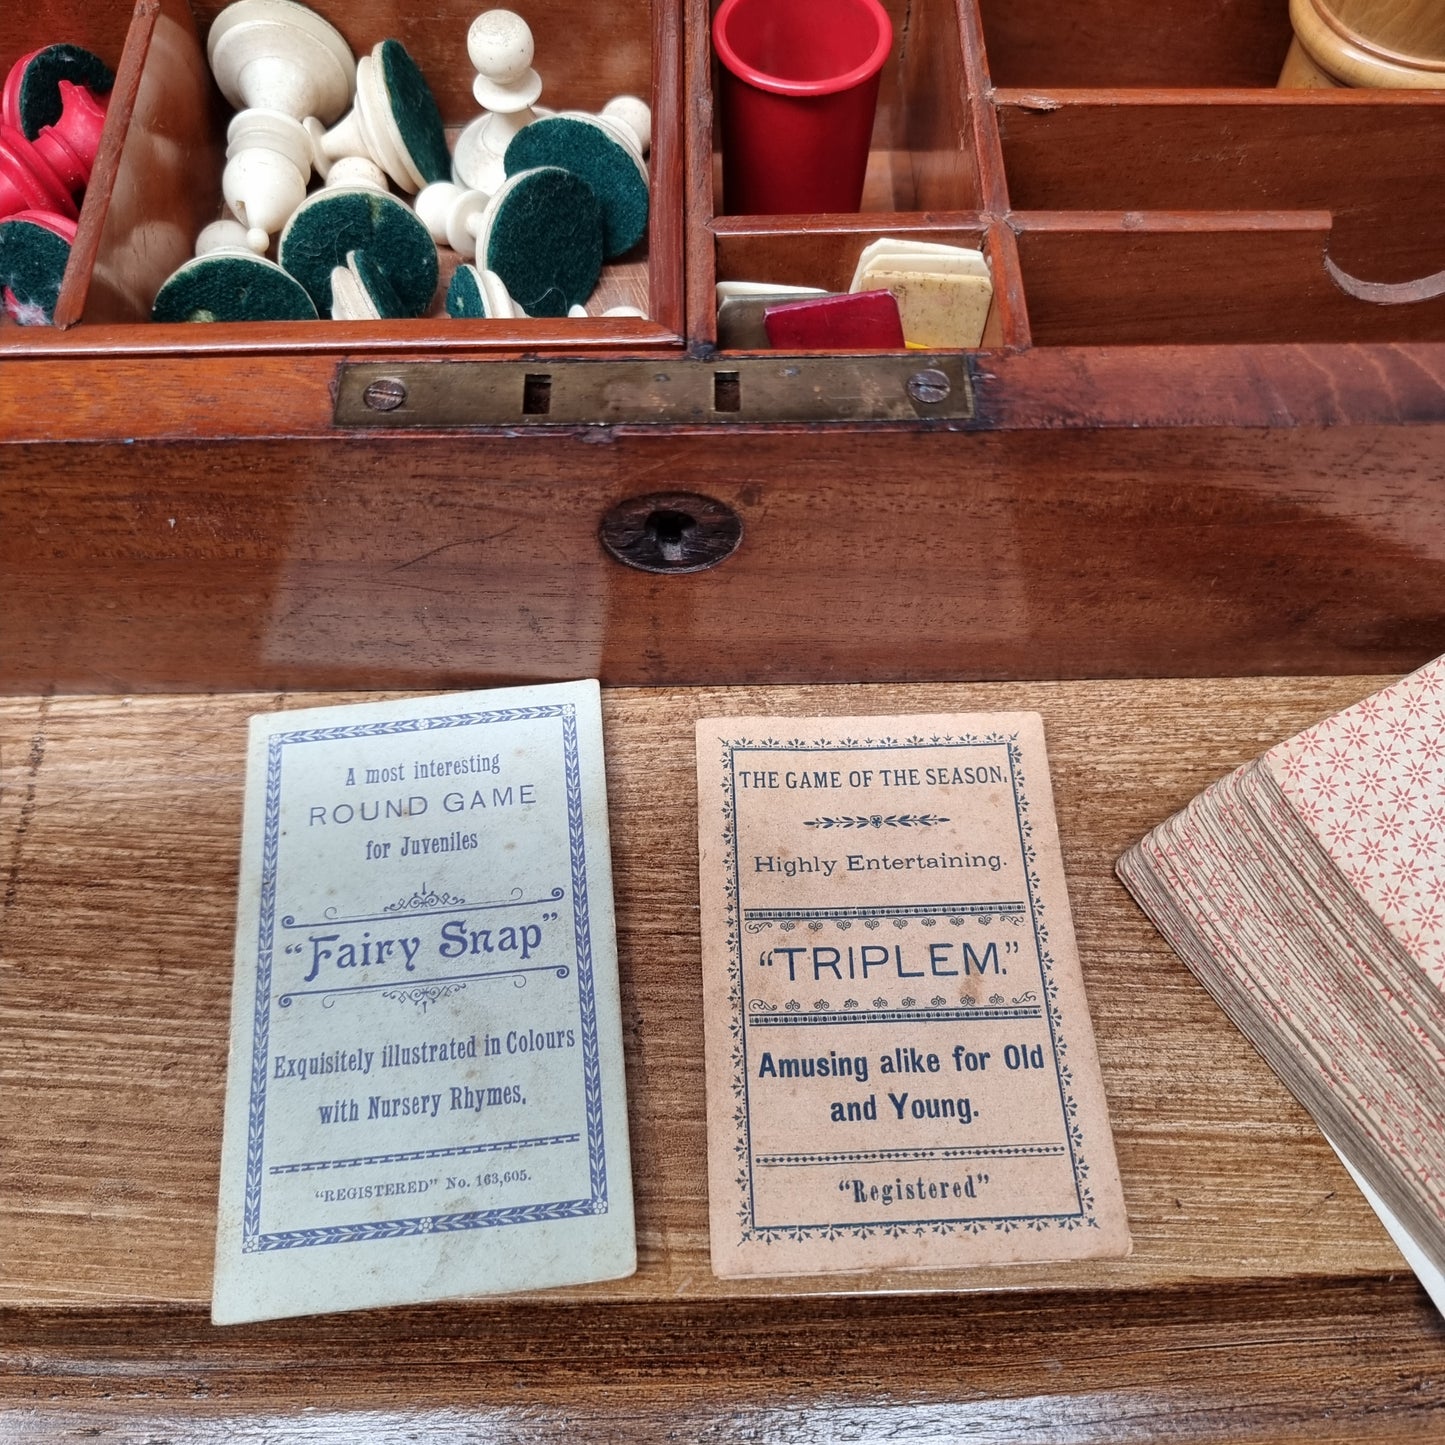 A most interesting
ROUND GAME
for Juveniles
"Fairy Snap"
Exquisitely illustrated in Colours
with Nursery Rhymes.
"REGISTERED" No. 163,605.
THE GAME OF THE SEASON.
Highly Entertaining.
"TRIPLEM."
Amusing alike for Old
and Young.
"Registered"